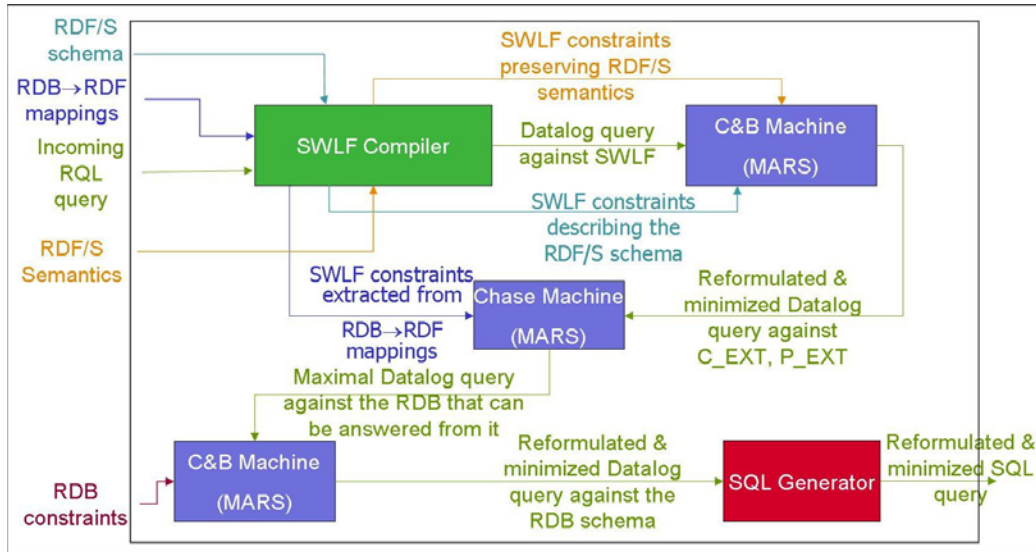 RDF/S
schema
RDB→RDF
mappings
Incoming
RQL
query
RDF/S
Semantics
SWLF Compiler
SWLF constraints
preserving RDF/S
semantics
Datalog query
against SWLF
C&B Machine
(MARS)
SWLF constraints
describing the
RDF/S schema
SWLF constraints
extracted from
RDB→RDF
mappings
Chase Machine
(MARS)
Reformulated &
minimized Datalog
query against
C_EXT, P_EXT
Maximal Datalog query
against the RDB that can
be answered from it
RDB
constraints
C&B Machine
(MARS)
Reformulated &
minimized Datalog
query against the
RDB schema
SQL Generator
Reformulated &
minimized SQL
query